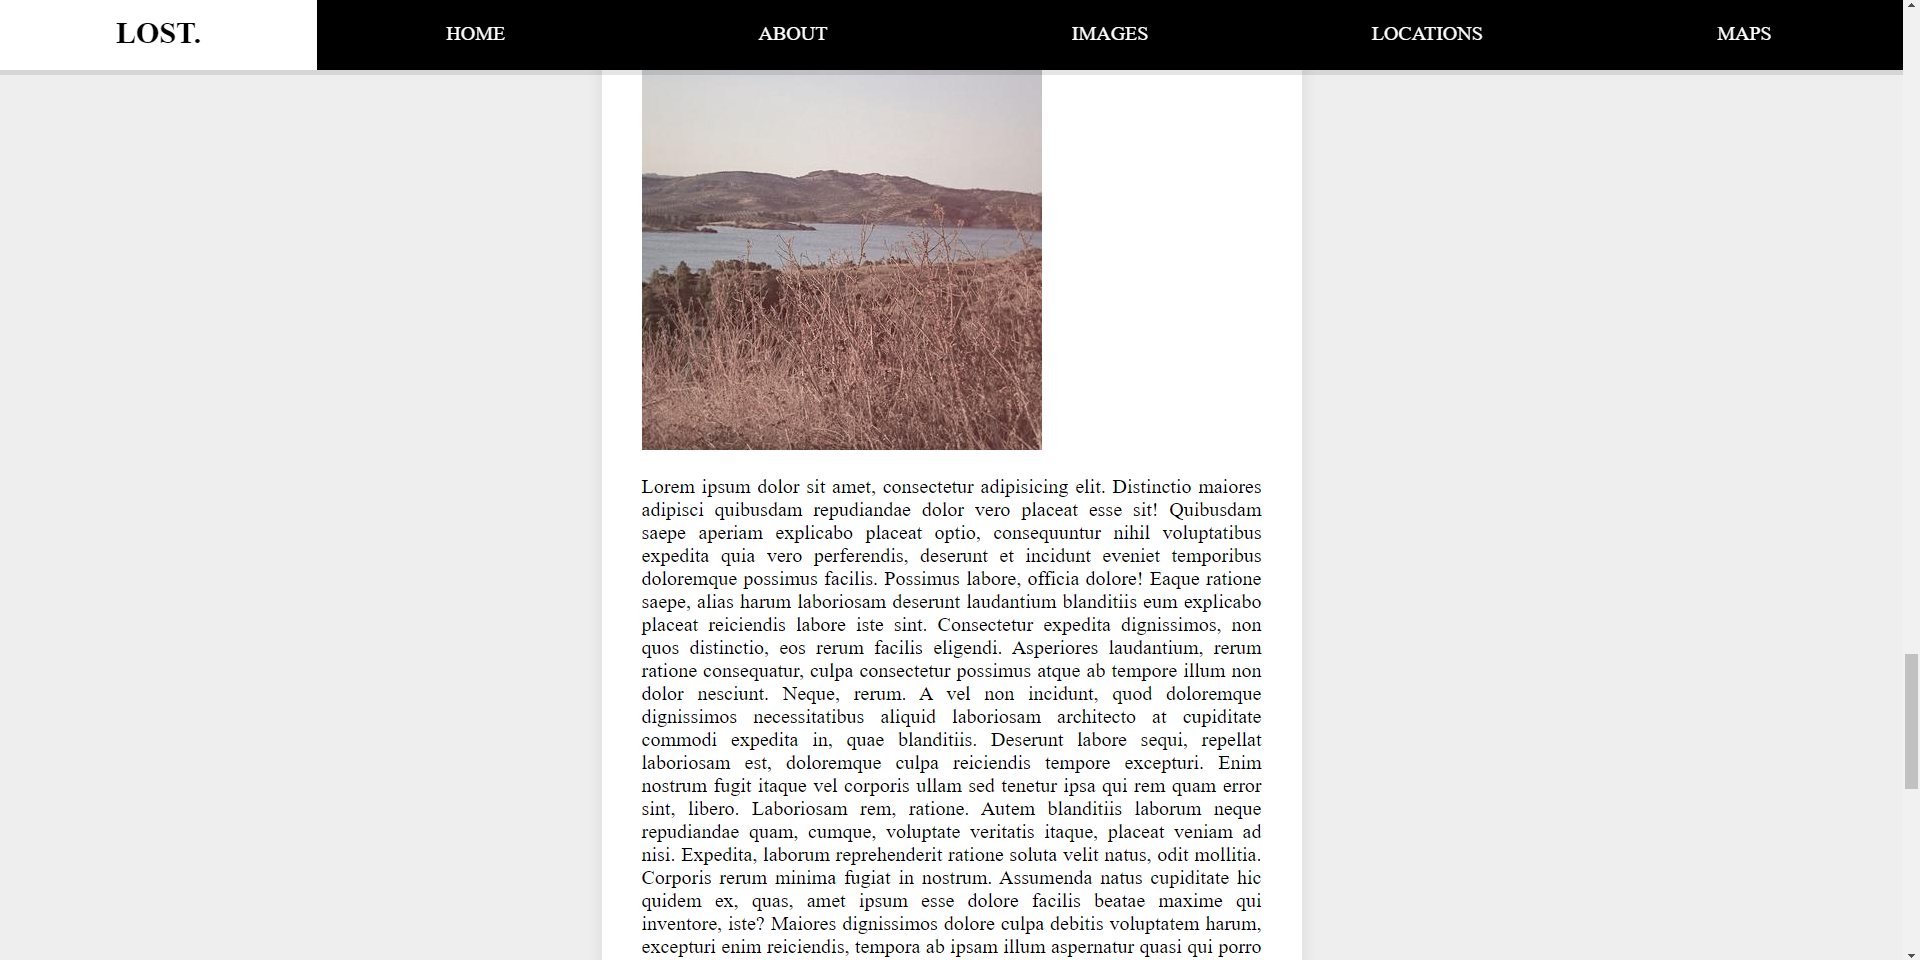 LOST.
HOME
ABOUT
IMAGES
LOCATIONS
MAPS
Lorem ipsum dolor sit amet, consectetur adipisicing elit. Distinctio maiores
adipisci quibusdam repudiandae dolor vero placeat esse sit! Quibusdam
saepe aperiam explicabo placeat optio, consequuntur nihil voluptatibus
expedita quia vero perferendis, deserunt et incidunt eveniet temporibus
doloremque possimus facilis. Possimus labore, officia dolore! Eaque ratione
saepe, alias harum laboriosam deserunt laudantium blanditiis eum explicabo
placeat reiciendis labore iste sint. Consectetur expedita dignissimos, non
quos distinctio, eos rerum facilis eligendi. Asperiores laudantium, rerum
ratione consequatur, culpa consectetur possimus atque ab tempore illum non
dolor nesciunt. Neque, rerum. A vel non incidunt, quod doloremque
dignissimos necessitatibus aliquid laboriosam architecto at cupiditate
commodi expedita in, quae blanditiis. Deserunt labore sequi, repellat
laboriosam est, doloremque culpa reiciendis tempore excepturi. Enim
nostrum fugit itaque vel corporis ullam sed tenetur ipsa qui rem quam error
sint, libero. Laboriosam rem, ratione. Autem blanditiis laborum neque
repudiandae quam, cumque, voluptate veritatis itaque, placeat veniam ad
nisi. Expedita, laborum reprehenderit ratione soluta velit natus, odit mollitia.
Corporis rerum minima fugiat in nostrum. Assumenda natus cupiditate hic
quidem ex, quas, amet ipsum esse dolore facilis beatae maxime qui
inventore, iste? Maiores dignissimos dolore culpa debitis voluptatem harum,
excepturi enim reiciendis, tempora ab ipsam illum aspernatur quasi qui porro